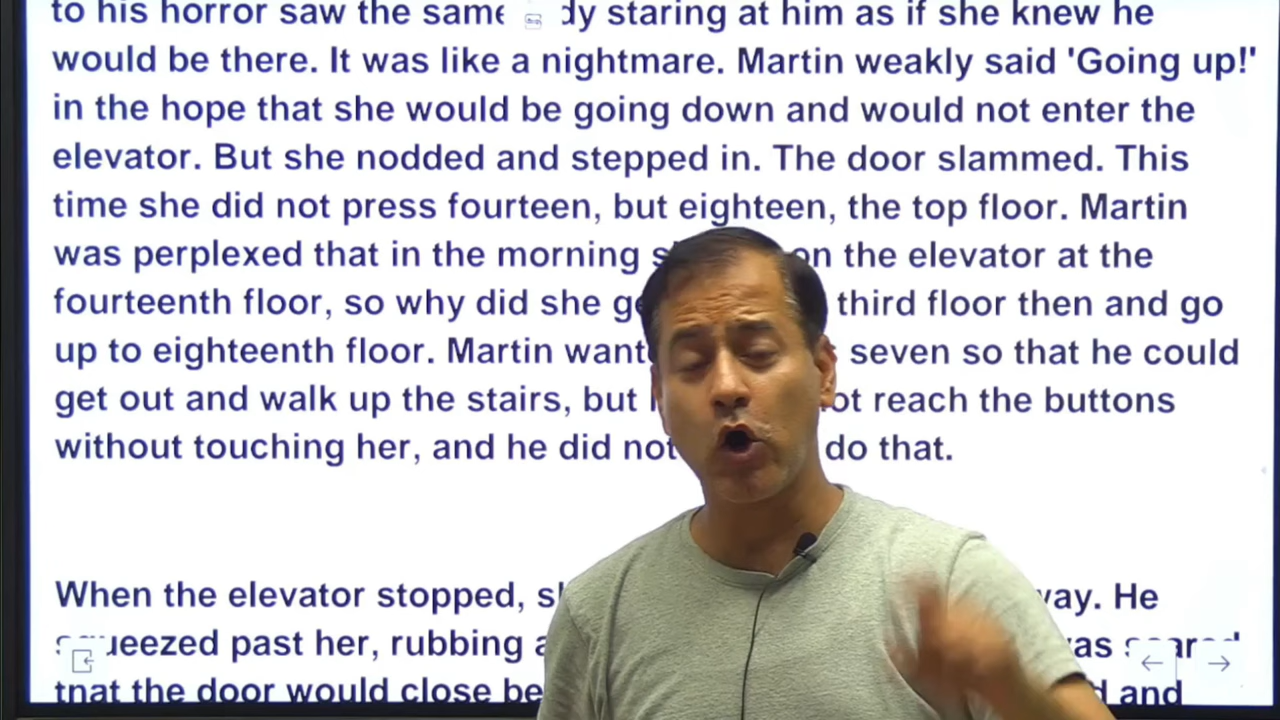 to his horror saw the same staring at him as if she knew he
would be there. It was like a nightmare. Martin weakly said 'Going up!'
in the hope that she would be going down and would not enter the
elevator. But she nodded and stepped in. The door slammed. This
time she did not press fourteen, but eighteen, the top floor. Martin
was perplexed that in the morning on the elevator at the
fourteenth floor, so why did she third floor then and go
up to eighteenth floor. Martin seven so that he could
get out and walk up the stairs, but reach the buttons
without touching her, and he did not do that.
When the elevator stopped, He
past her, rubbing
that the door would close and